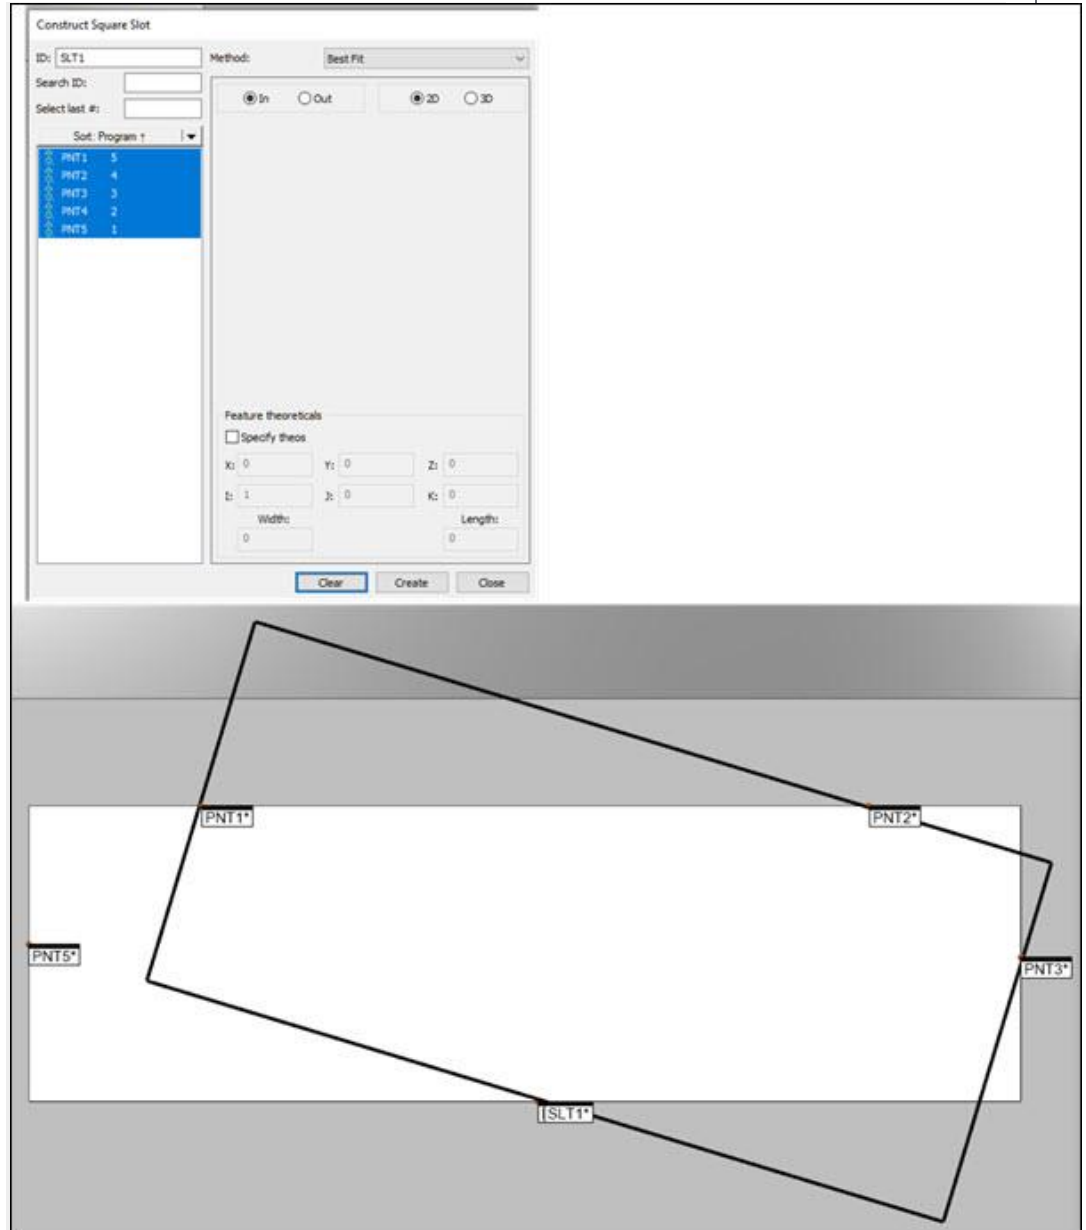 Construct Square Slot
ID: SLT1
Method: Best Fit
Search ID:
Select last #:
In Out 2D 3D
Sort: Program ↑
PNT1 5
PNT2 4
PNT3 3
PNT4 2
PNT5 1
Feature theoreticals
Specify theos
X: 0 Y: 0 Z: 0
I: 1 J: 0 K: 0
Width: Length:
0 0
Clear Create Close
PNT1*
PNT2*
PNT5*
PNT3*
[SLT1*